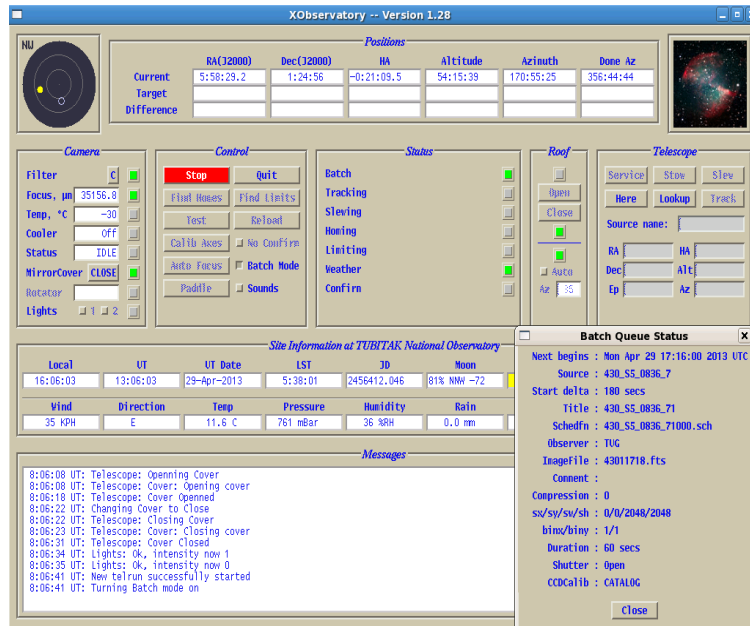 XObservatory -- Version 1.28
NW
Positions
RA(J2000) Dec(J2000) HA Altitude Azimuth Done Az
Current 5:58:29.2 1:24:56 -0:21:09.5 54:15:39 170:55:25 356:44:44
Target
Difference
Camera
Filter C
Focus, µm 35156.8
Temp, °C -30
Cooler Off
Status IDLE
MirrorCover CLOSE
Rotator
Lights 1 2
Control
Stop Quit
Find Homes Find Limits
Test Reload
Calib Axes No Confirm
Auto Focus Batch Mode
Paddle Sounds
Status
Batch
Tracking
Slewing
Homing
Limiting
Weather
Confirm
Roof
Open
Close
Auto
Az
Telescope
Service Stow Slew
Here Lookup Track
Source name:
RA HA
Dec Alt
Ep Az
Site Information at TUBITAK National Observatory
Local UT UT Date LST JD Moon
16:06:03 13:06:03 29-Apr-2013 5:38:01 2456412.046 81% NNW -72
Wind Direction Temp Pressure Humidity Rain
35 KPH E 11.6 C 761 mBar 36 %RH 0.0 mm
Messages
8:06:08 UT: Telescope: Openning Cover
8:06:08 UT: Telescope: Cover: Opening cover
8:06:18 UT: Telescope: Cover Openned
8:06:22 UT: Changing Cover to Close
8:06:22 UT: Telescope: Closing Cover
8:06:23 UT: Telescope: Cover: Closing cover
8:06:31 UT: Telescope: Cover Closed
8:06:34 UT: Lights: Ok, intensity now 1
8:06:35 UT: Lights: Ok, intensity now 0
8:06:41 UT: New telrun successfully started
8:06:41 UT: Turning Batch mode on
Batch Queue Status
Next begins : Mon Apr 29 17:16:00 2013 UTC
Source : 430_S5_0836_7
Start delta : 180 secs
Title : 430_S5_0836_71
Schedfn : 430_S5_0836_71000.sch
Observer : TUG
ImageFile : 43011718.fts
Comment :
Compression : 0
sx/sy/sw/sh : 0/0/2048/2048
binx/biny : 1/1
Duration : 60 secs
Shutter : Open
CCDCalib : CATALOG
Close